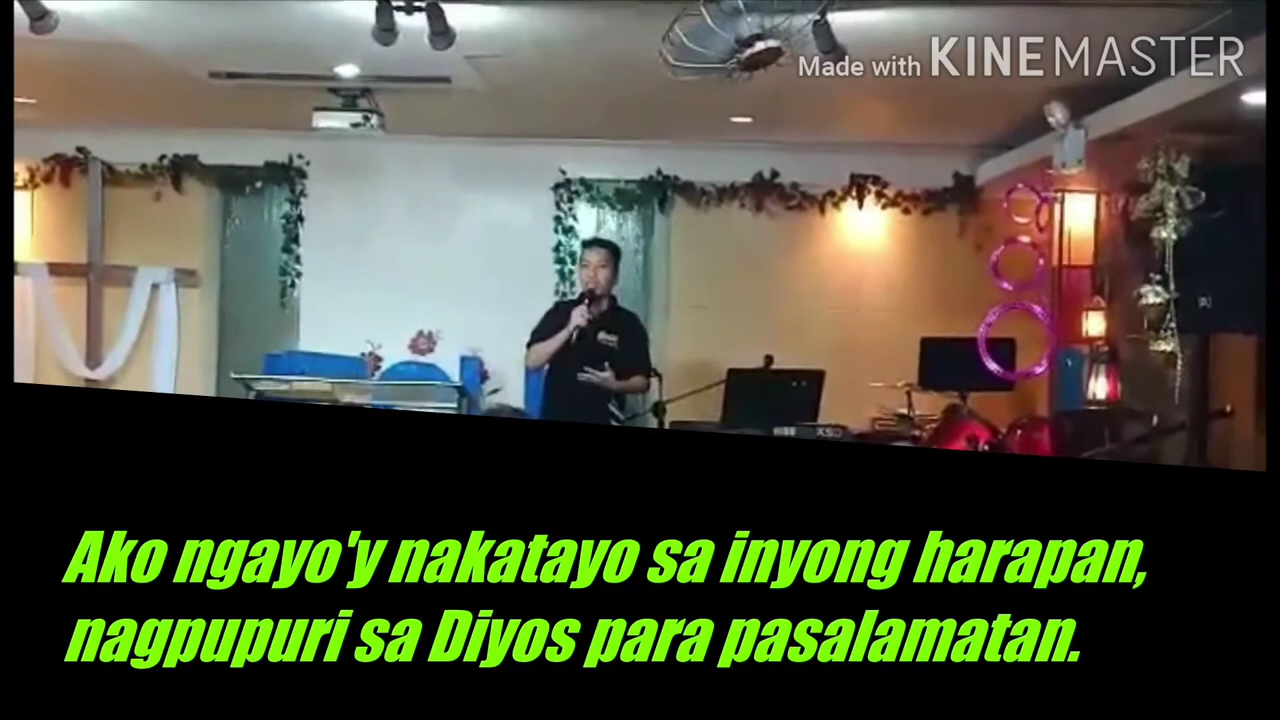 Made with KINEMASTER
Ako ngayo'y nakatayo sa inyong harapan,
nagpupuri sa Diyos para pasalamatan.